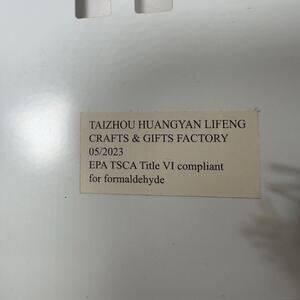 TAIZHOU HUANGYAN LIFENG
CRAFTS & GIFTS FACTORY
05/2023
EPA TSCA Title VI compliant
for formaldehyde